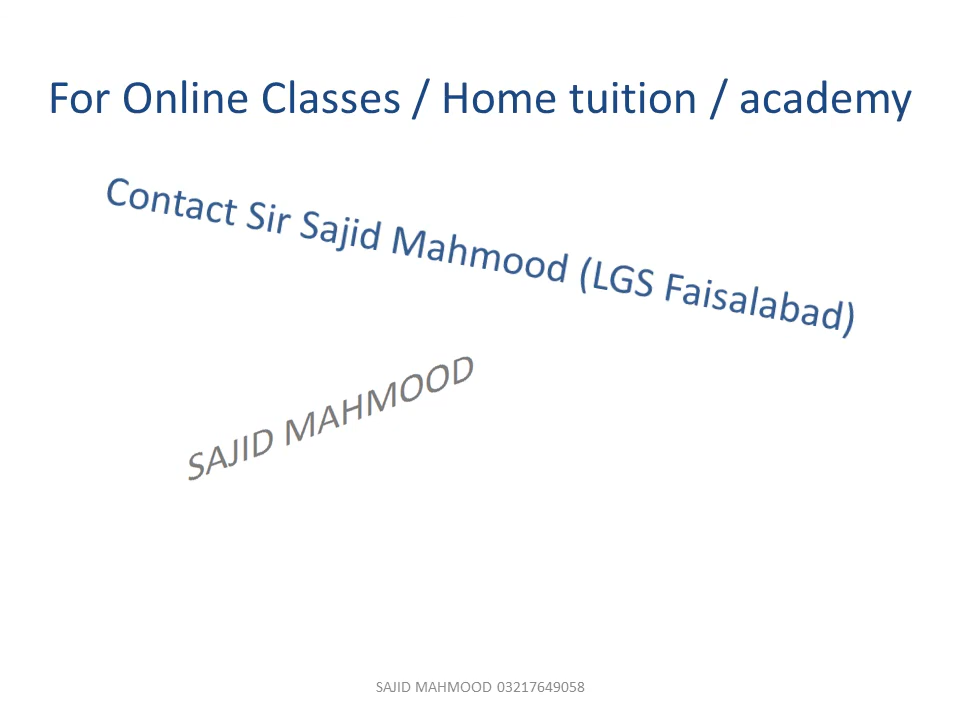 For Online Classes / Home tuition / academy
Contact Sir Sajid Mahmood (LGS Faisalabad)
SAJID MAHMOOD
SAJID MAHMOOD 03217649058